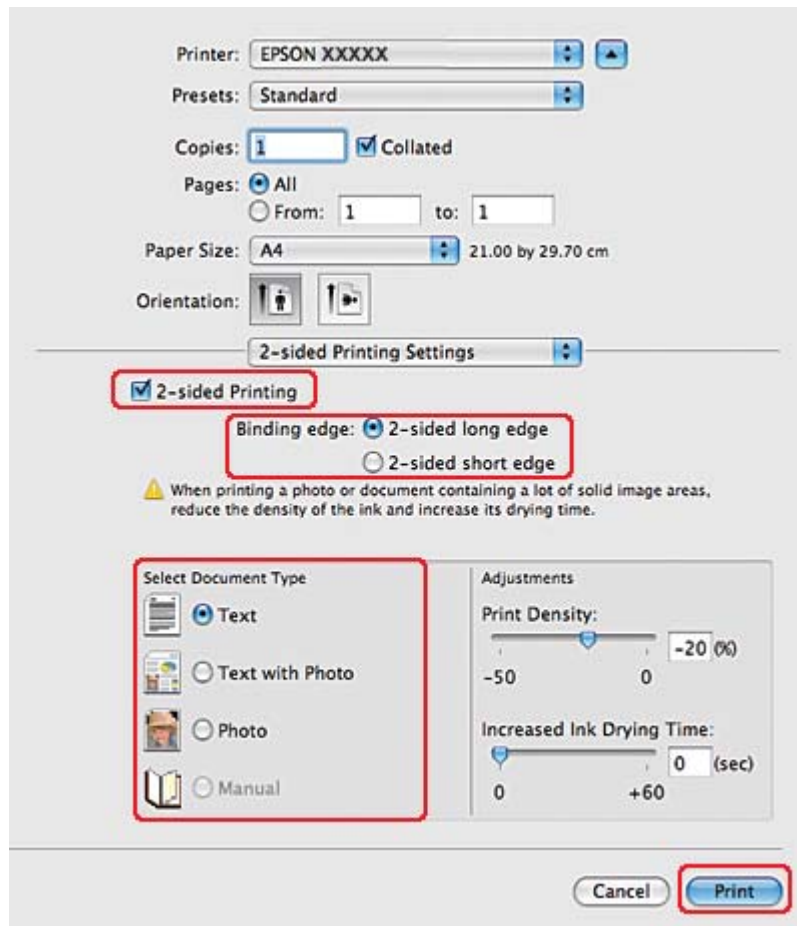 Printer: EPSON XXXXX
Presets: Standard
Copies: 1 Collated
Pages: All
From: 1 to: 1
Paper Size: A4 21.00 by 29.70 cm
Orientation:
2-sided Printing Settings
2-sided Printing
Binding edge: 2-sided long edge
2-sided short edge
When printing a photo or document containing a lot of solid image areas,
reduce the density of the ink and increase its drying time.
Select Document Type
Text
Text with Photo
Photo
Manual
Adjustments
Print Density:
-20 (%)
-50 0
Increased Ink Drying Time:
0 (sec)
0 +60
Cancel Print